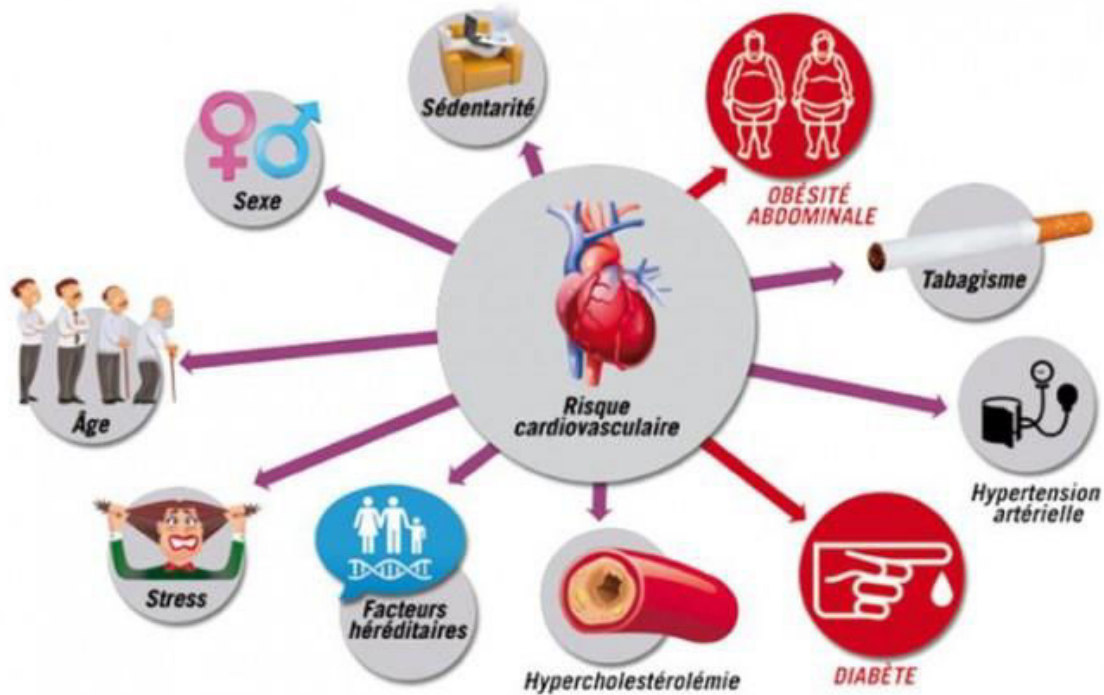 Sédentarité
OBÉSITÉ
ABDOMINALE
Sexe
Tabagisme
Âge
Risque
cardiovasculaire
Hypertension
artérielle
Stress
Facteurs
héréditaires
Hypercholestérolémie
DIABÈTE